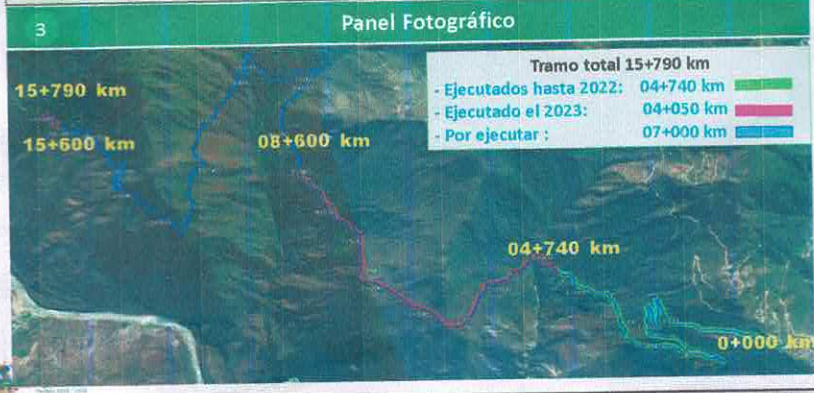 3
Panel Fotográfico
Tramo total 15+790 km
- Ejecutados hasta 2022: 04+740 km
- Ejecutado el 2023: 04+050 km
- Por ejecutar : 07+000 km
15+790 km
15+600 km
08+600 km
04+740 km
0+000 km